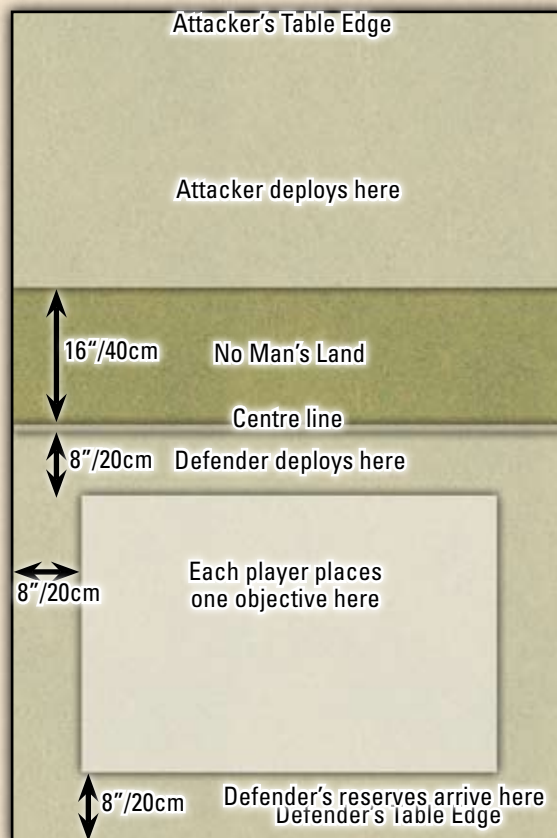 Attacker's Table Edge
Attacker deploys here
16“/40cm
No Man's Land
Centre line
8”/20cm
Defender deploys here
8”/20cm
Each player places
one objective here
8”/20cm
Defender's reserves arrive here
Defender's Table Edge